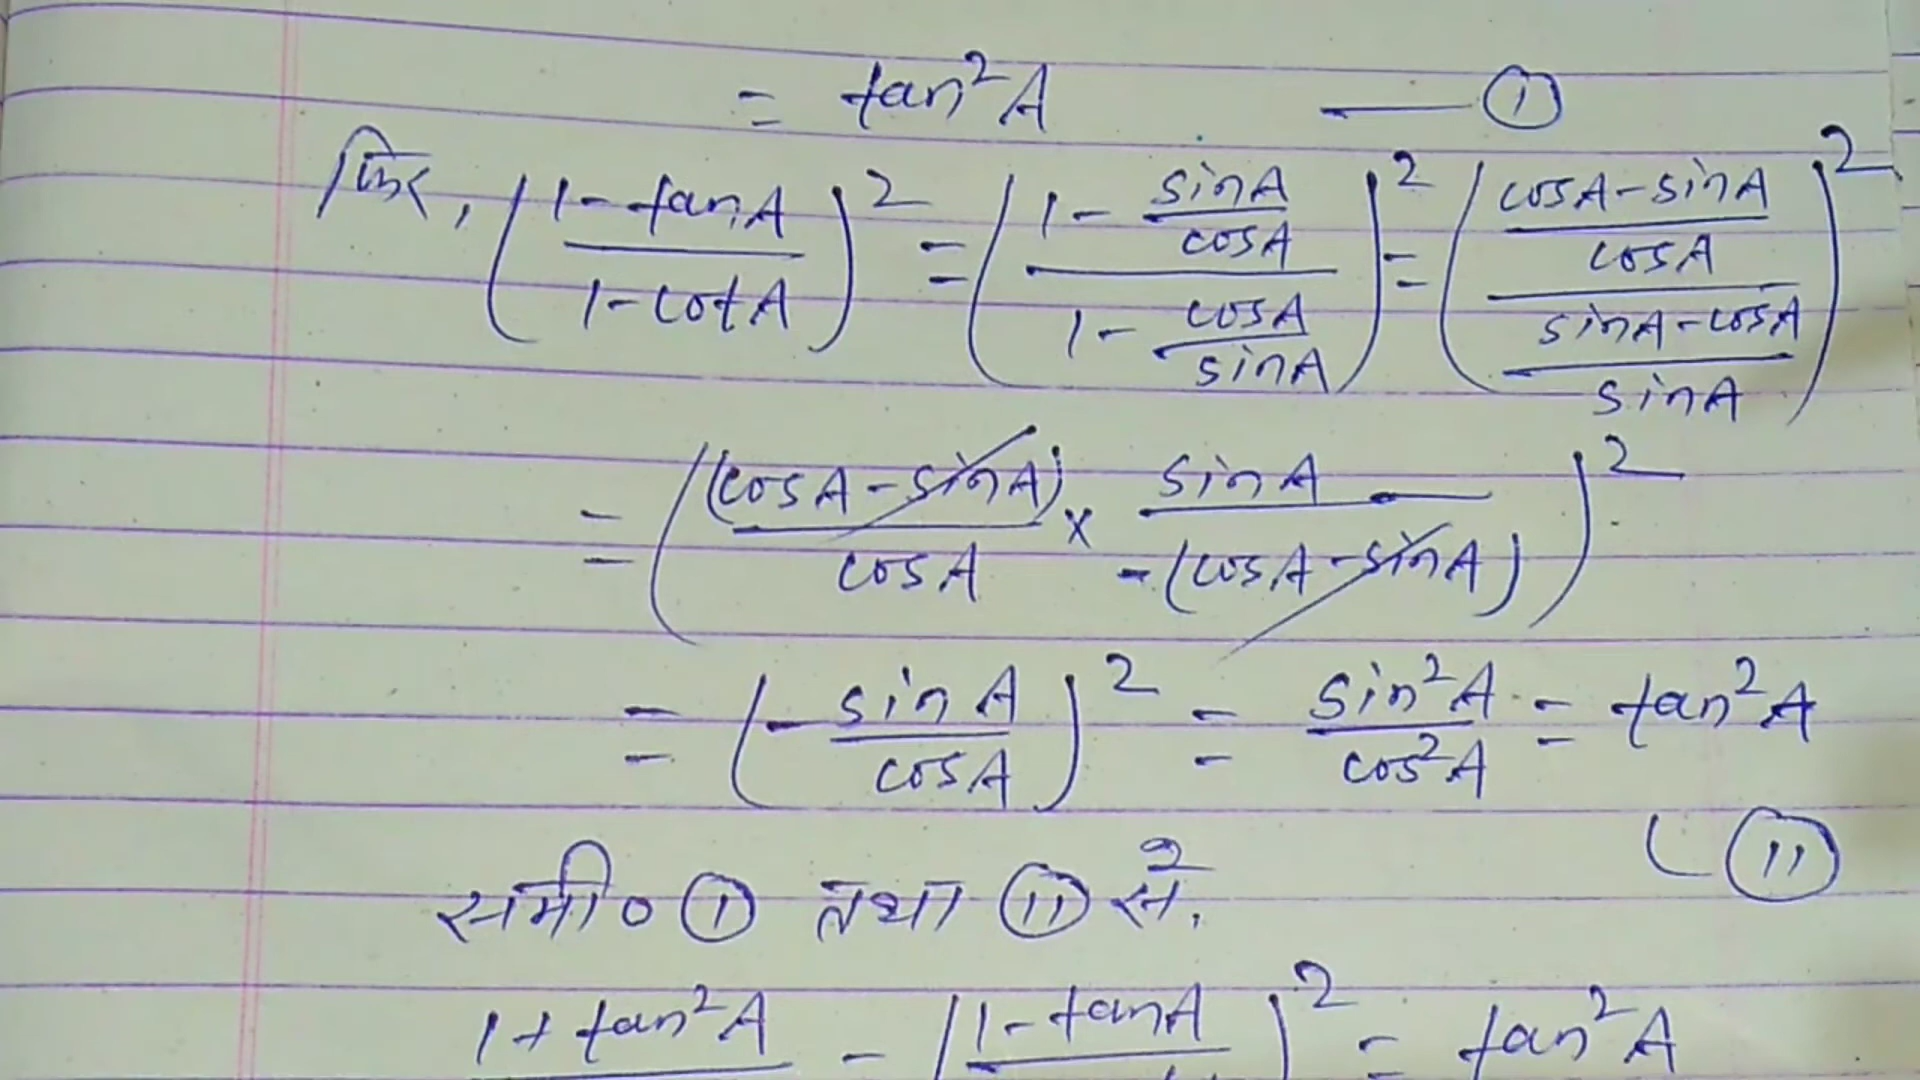 = tan²A —— (i)
फिर, ((1 - tanA)/(1 - cotA))² = ((1 - sinA/cosA)/(1 - cosA/sinA))² = (((cosA - sinA)/cosA)/((sinA - cosA)/sinA))²
= ((cosA - sinA)/cosA × sinA/-(cosA - sinA))²
= (-sinA/cosA)² = sin²A/cos²A = tan²A
(ii)
समी० (i) तथा (ii) से,
1 + tan²A - (1 - tanA)² = tan²A